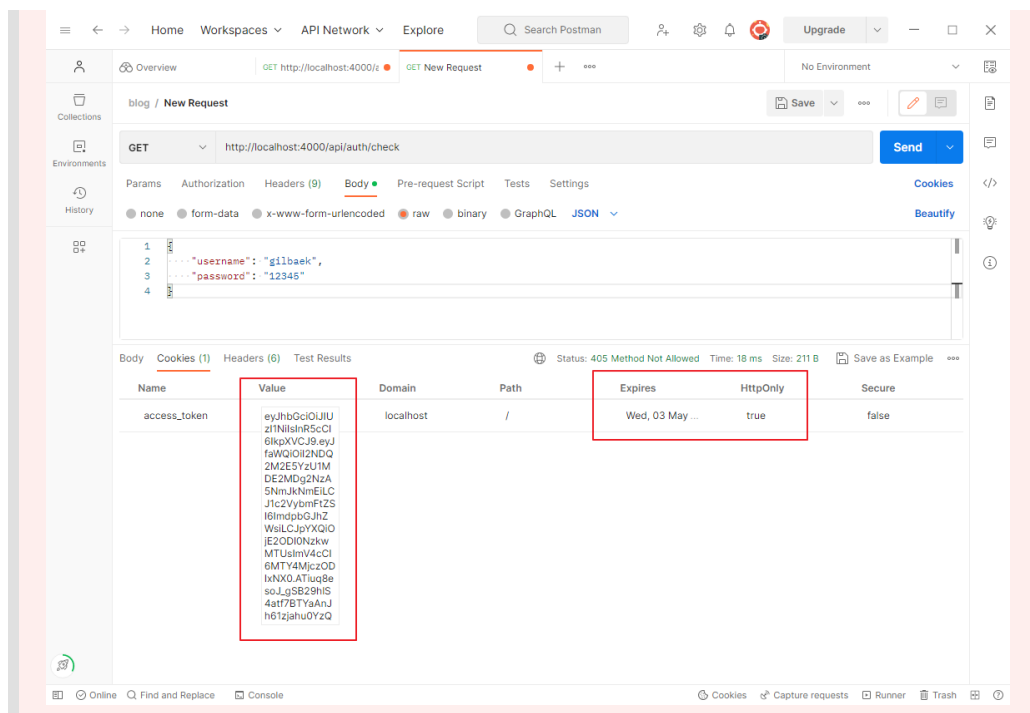 Home Workspaces API Network Explore Search Postman Upgrade
Overview GET http://localhost:4000/a GET New Request No Environment
Collections
Environments
History
blog / New Request Save
GET http://localhost:4000/api/auth/check Send
Params Authorization Headers (9) Body Pre-request Script Tests Settings Cookies
none form-data x-www-form-urlencoded raw binary GraphQL JSON Beautify
1 {
2 "username": "gilbaek",
3 "password": "12345"
4 }
Body Cookies (1) Headers (6) Test Results Status: 405 Method Not Allowed Time: 18 ms Size: 211 B Save as Example
Name Value Domain Path Expires HttpOnly Secure
access_token localhost / Wed, 03 May ... true false
eyJhbGciOiJIU
zI1NiIsInR5cCI
6IkpXVCJ9.eyJ
faWQiOiI2NDQ
2M2E5YzU1M
DE2MDg2NzA
5NmJkNmEiLC
J1c2VybmFtZS
I6ImdpbGJhZ
WsiLCJpYXQiO
jE2ODI0Nzkw
MTUsImV4cCI
6MTY4MjczOD
IxNX0.ATiuq8e
soJ_gSB29hIS
4atf7BTYaAnJ
h61zjahu0YzQ
Online Find and Replace Console Cookies Capture requests Runner Trash